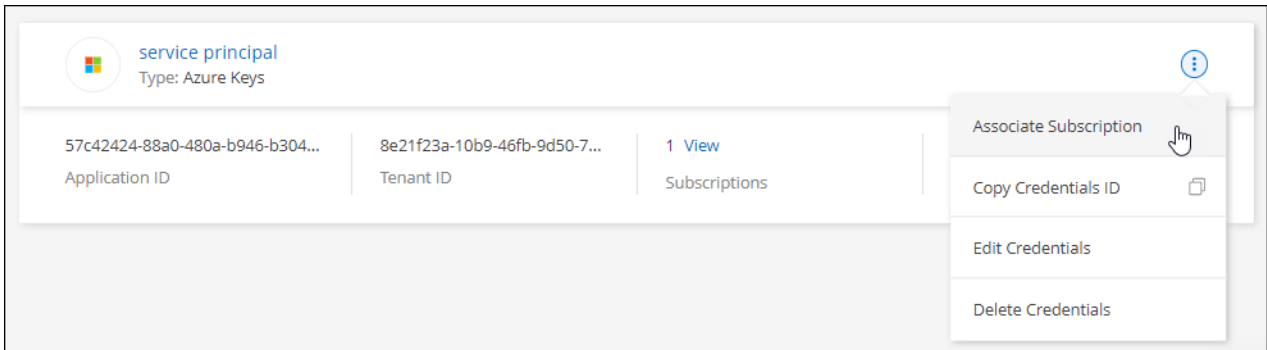 service principal
Type: Azure Keys
57c42424-88a0-480a-b946-b304...
Application ID
8e21f23a-10b9-46fb-9d50-7...
Tenant ID
1 View
Subscriptions
Associate Subscription
Copy Credentials ID
Edit Credentials
Delete Credentials